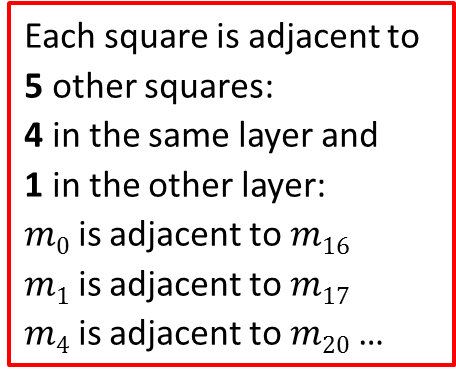 Each square is adjacent to
5 other squares:
4 in the same layer and
1 in the other layer:
m₀ is adjacent to m₁₆
m₁ is adjacent to m₁₇
m₄ is adjacent to m₂₀ ...